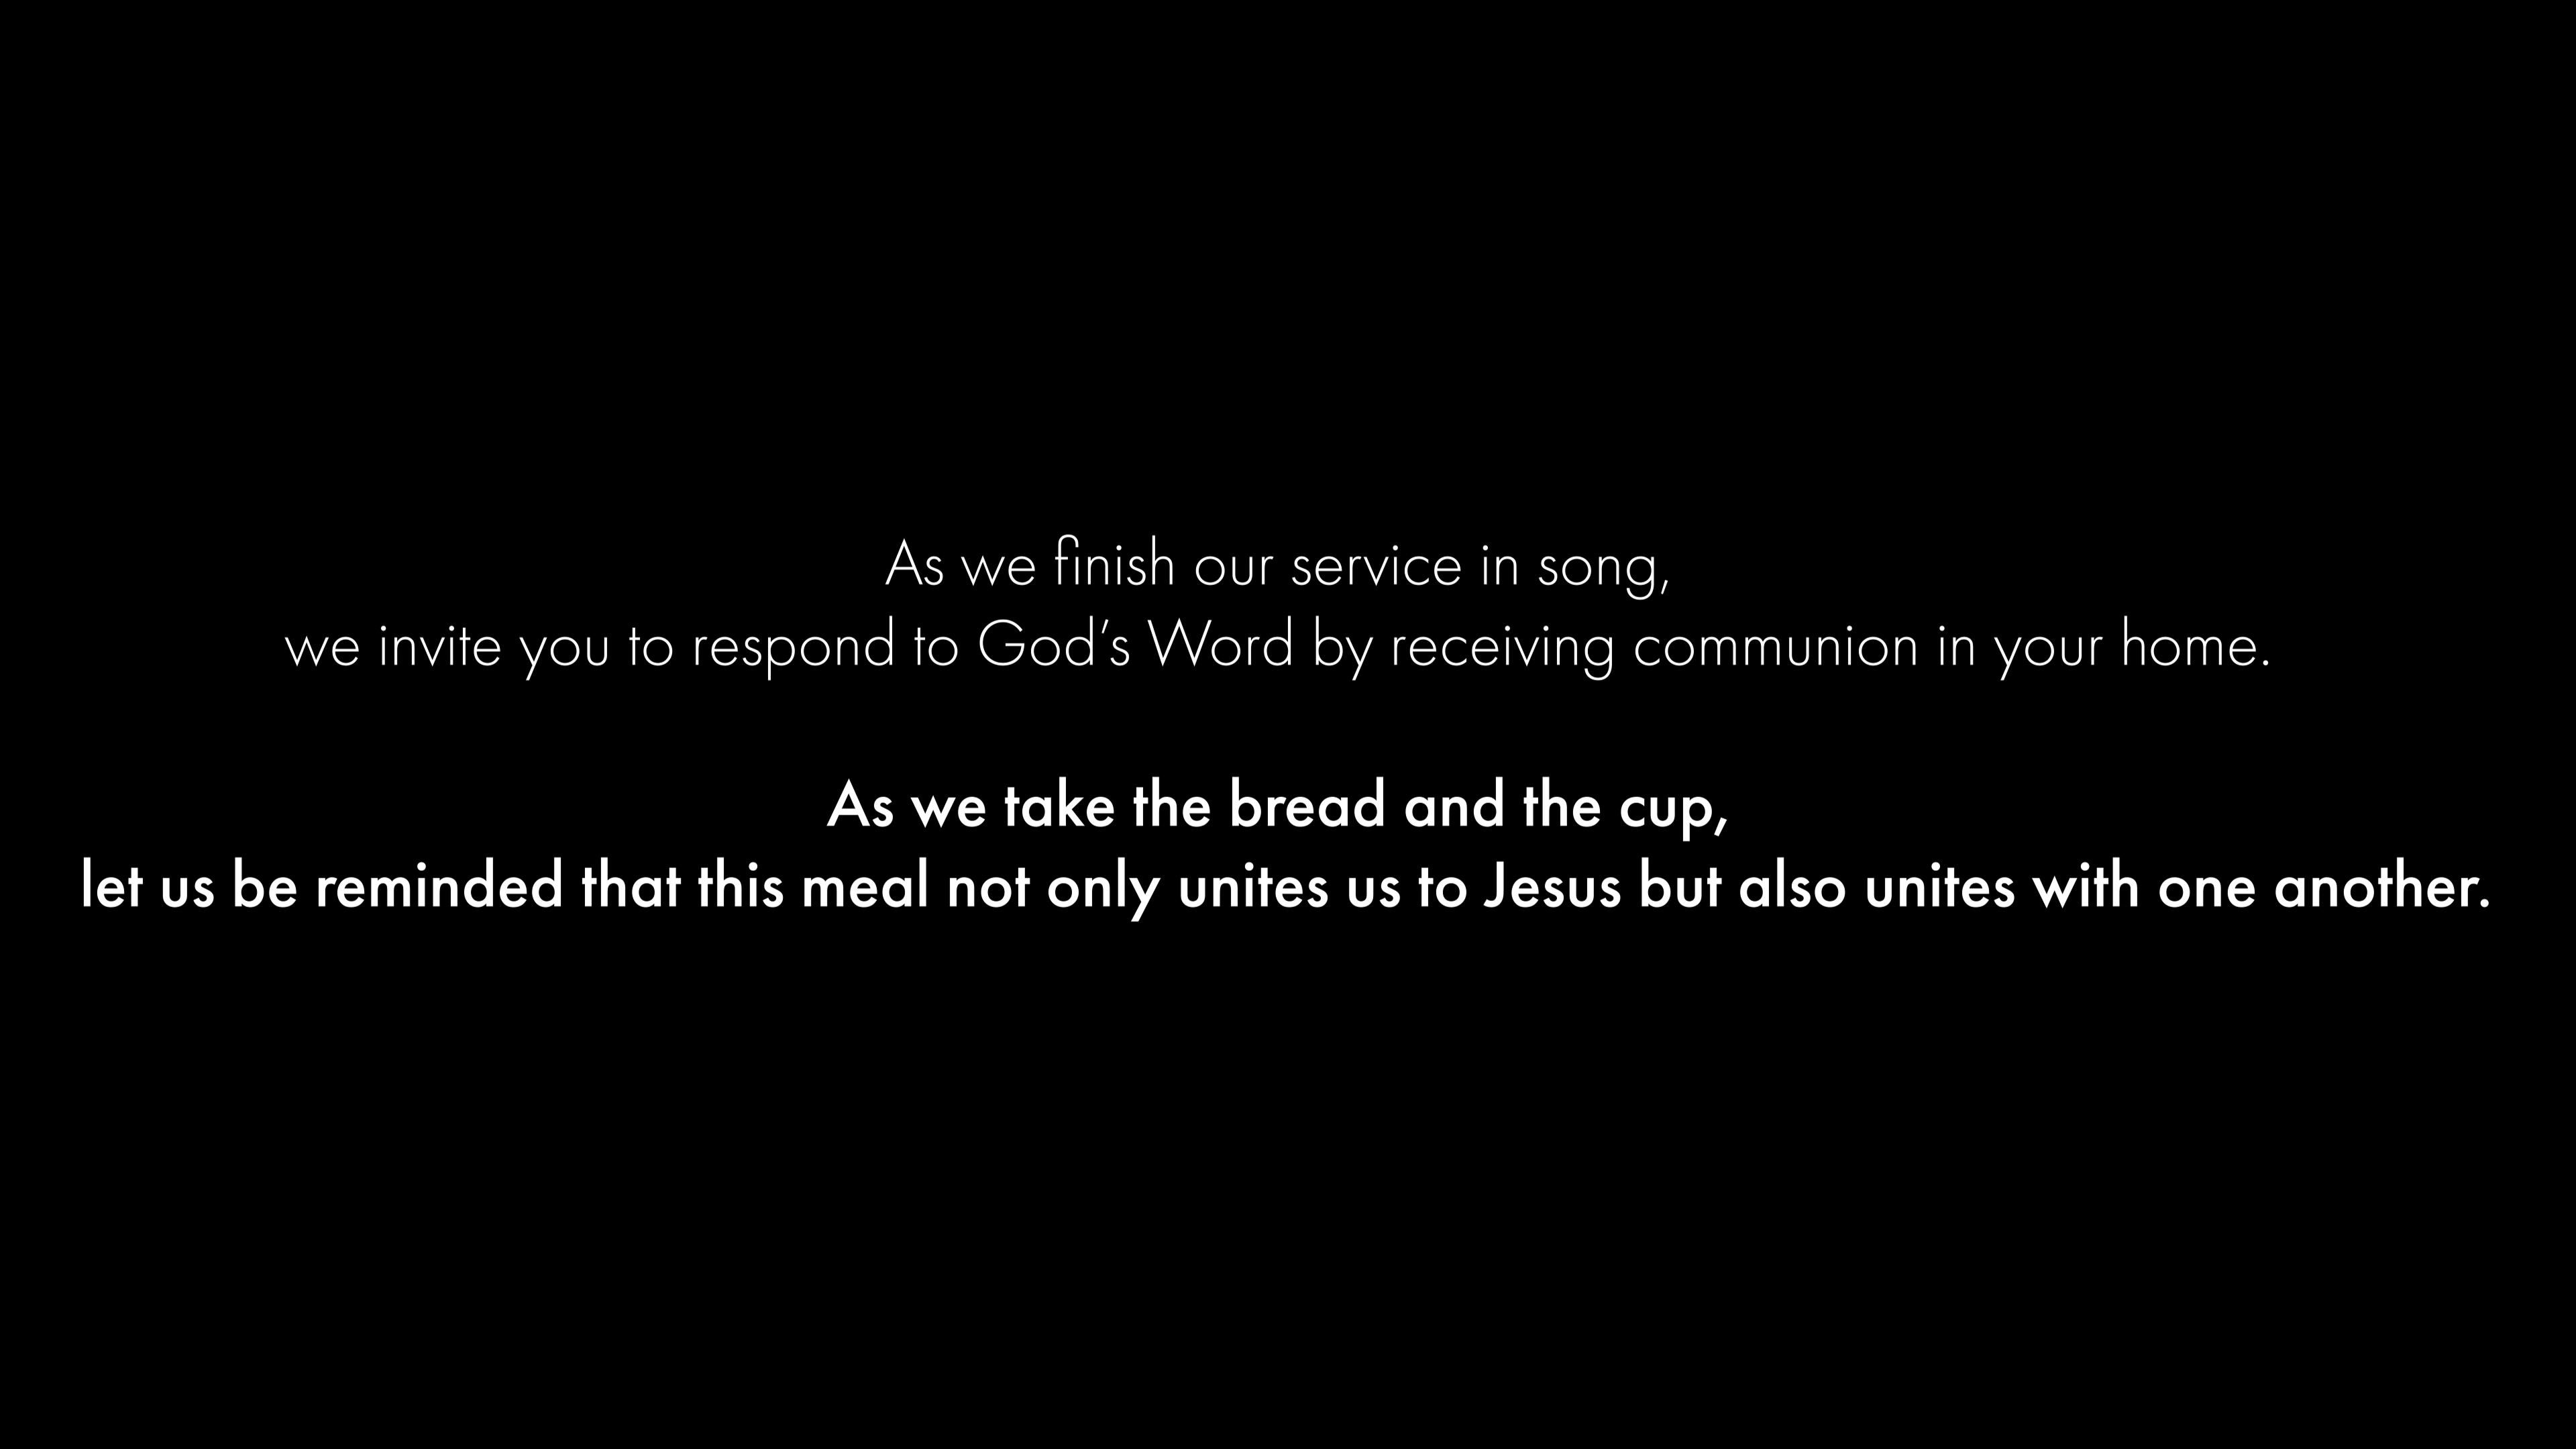 As we finish our service in song,
we invite you to respond to God’s Word by receiving communion in your home.
As we take the bread and the cup,
let us be reminded that this meal not only unites us to Jesus but also unites with one another.